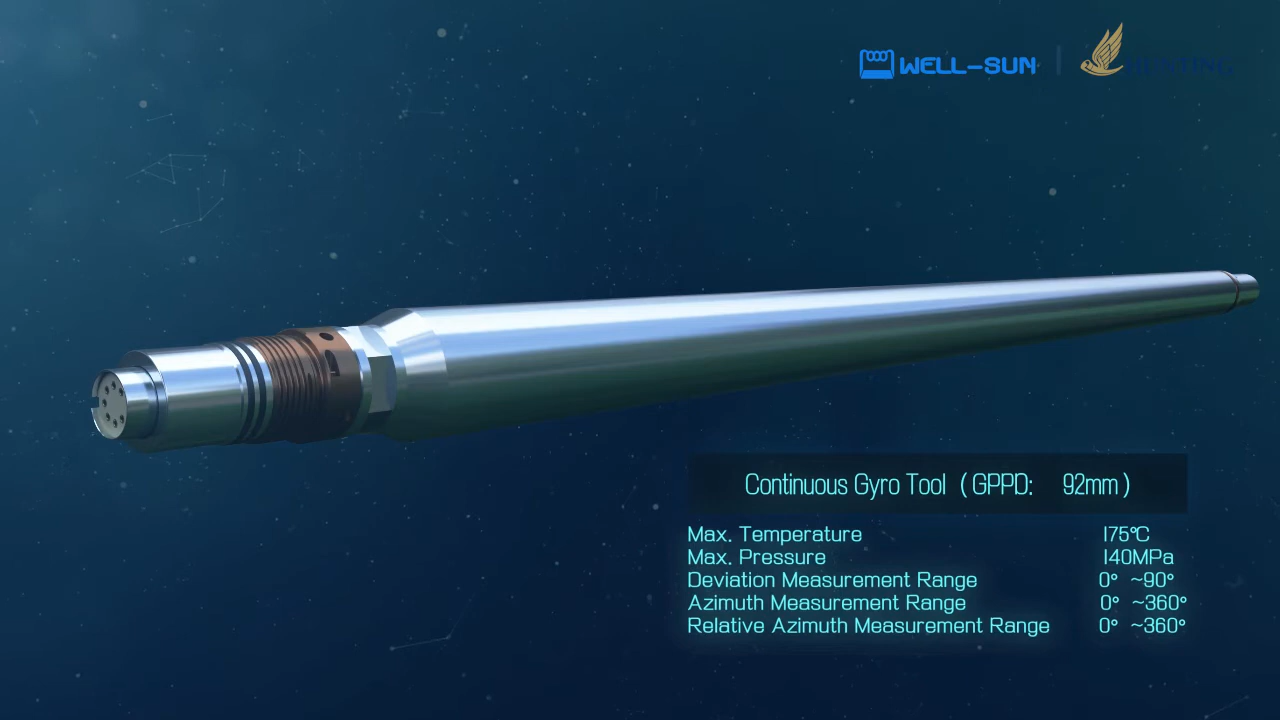 WELL-SUN
Continuous Gyro Tool (GPPD: 92mm)
Max. Temperature 175℃
Max. Pressure 140MPa
Deviation Measurement Range 0° ~90°
Azimuth Measurement Range 0° ~360°
Relative Azimuth Measurement Range 0° ~360°